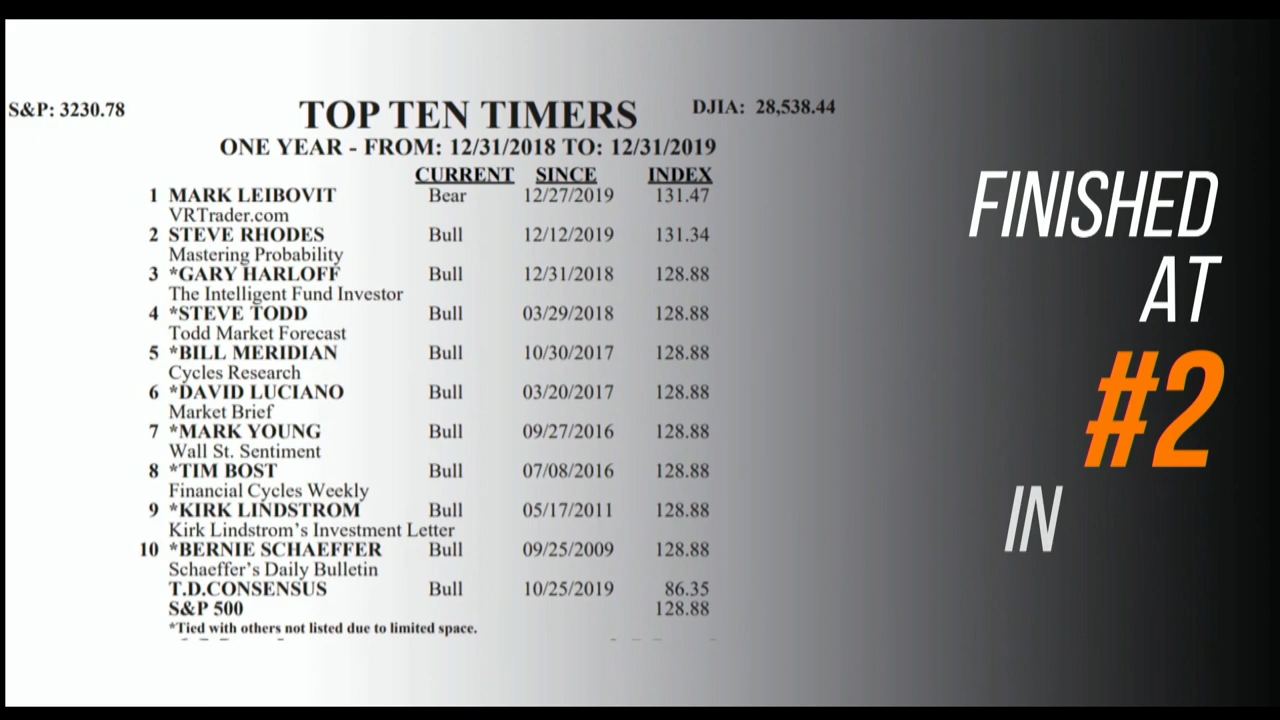 S&P: 3230.78
TOP TEN TIMERS
DJIA: 28,538.44
ONE YEAR - FROM: 12/31/2018 TO: 12/31/2019
CURRENT SINCE INDEX
1 MARK LEIBOVIT Bear 12/27/2019 131.47
VRTrader.com
2 STEVE RHODES Bull 12/12/2019 131.34
Mastering Probability
3 *GARY HARLOFF Bull 12/31/2018 128.88
The Intelligent Fund Investor
4 *STEVE TODD Bull 03/29/2018 128.88
Todd Market Forecast
5 *BILL MERIDIAN Bull 10/30/2017 128.88
Cycles Research
6 *DAVID LUCIANO Bull 03/20/2017 128.88
Market Brief
7 *MARK YOUNG Bull 09/27/2016 128.88
Wall St. Sentiment
8 *TIM BOST Bull 07/08/2016 128.88
Financial Cycles Weekly
9 *KIRK LINDSTROM Bull 05/17/2011 128.88
Kirk Lindstrom's Investment Letter
10 *BERNIE SCHAEFFER Bull 09/25/2009 128.88
Schaeffer's Daily Bulletin
T.D.CONSENSUS Bull 10/25/2019 86.35
S&P 500 128.88
*Tied with others not listed due to limited space.
FINISHED
AT
#2
IN